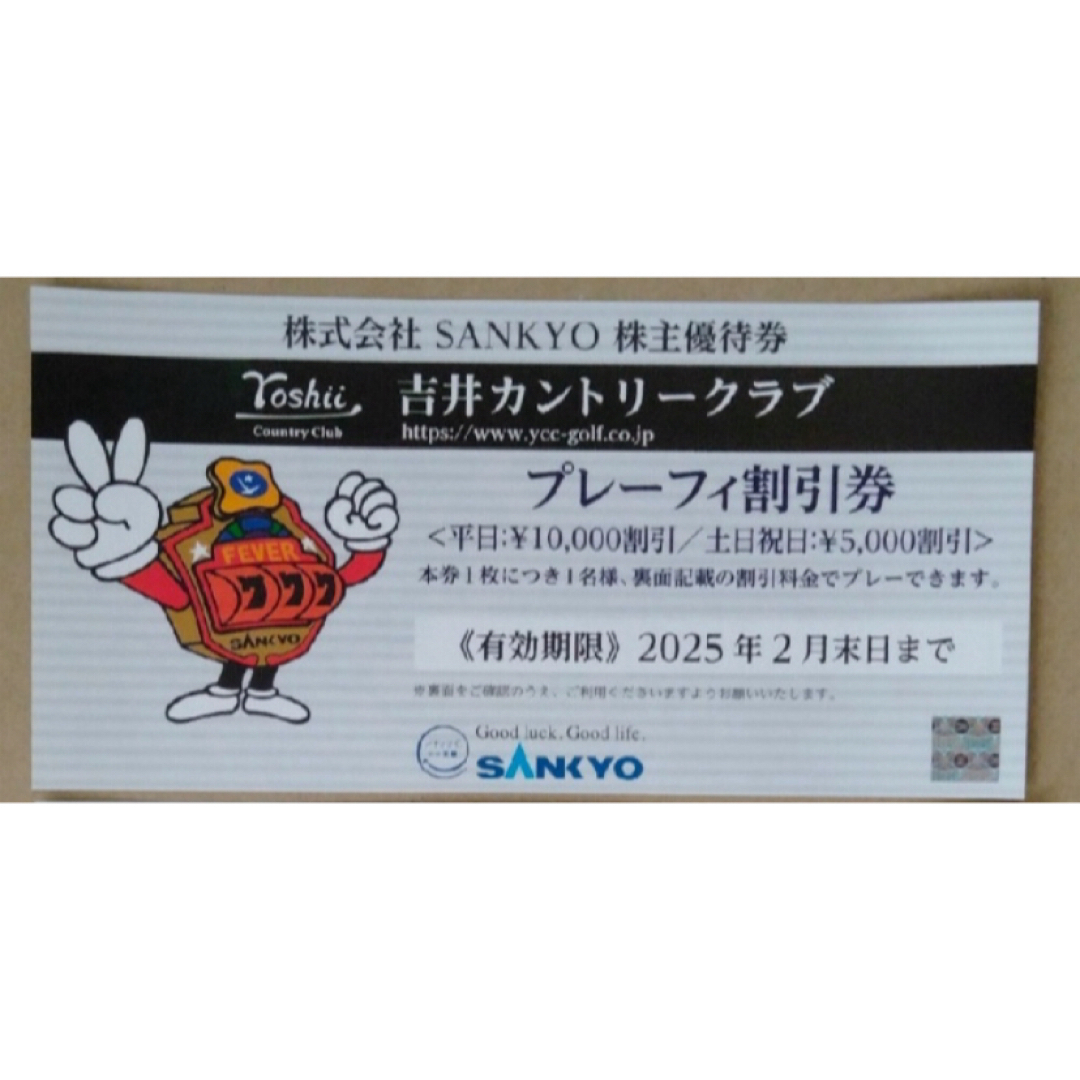 株式会社 SANKYO 株主優待券
Yoshii
Country Club
吉井カントリークラブ
https://www.ycc-golf.co.jp
プレーフィ割引券
<平日:¥10,000割引／土日祝日:¥5,000割引>
本券1枚につき1名様、裏面記載の割引料金でプレーできます。
FEVER
777
SANKYO
《有効期限》2025年2月末日まで
※裏面をご確認のうえ、ご利用くださいますようお願いいたします。
Good luck. Good life.
SANKYO